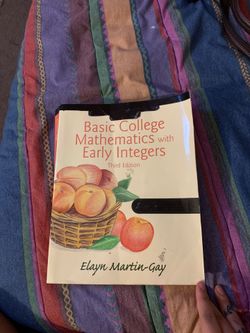 Basic College
Mathematics with
Early Integers
Third Edition
Elayn Martin-Gay